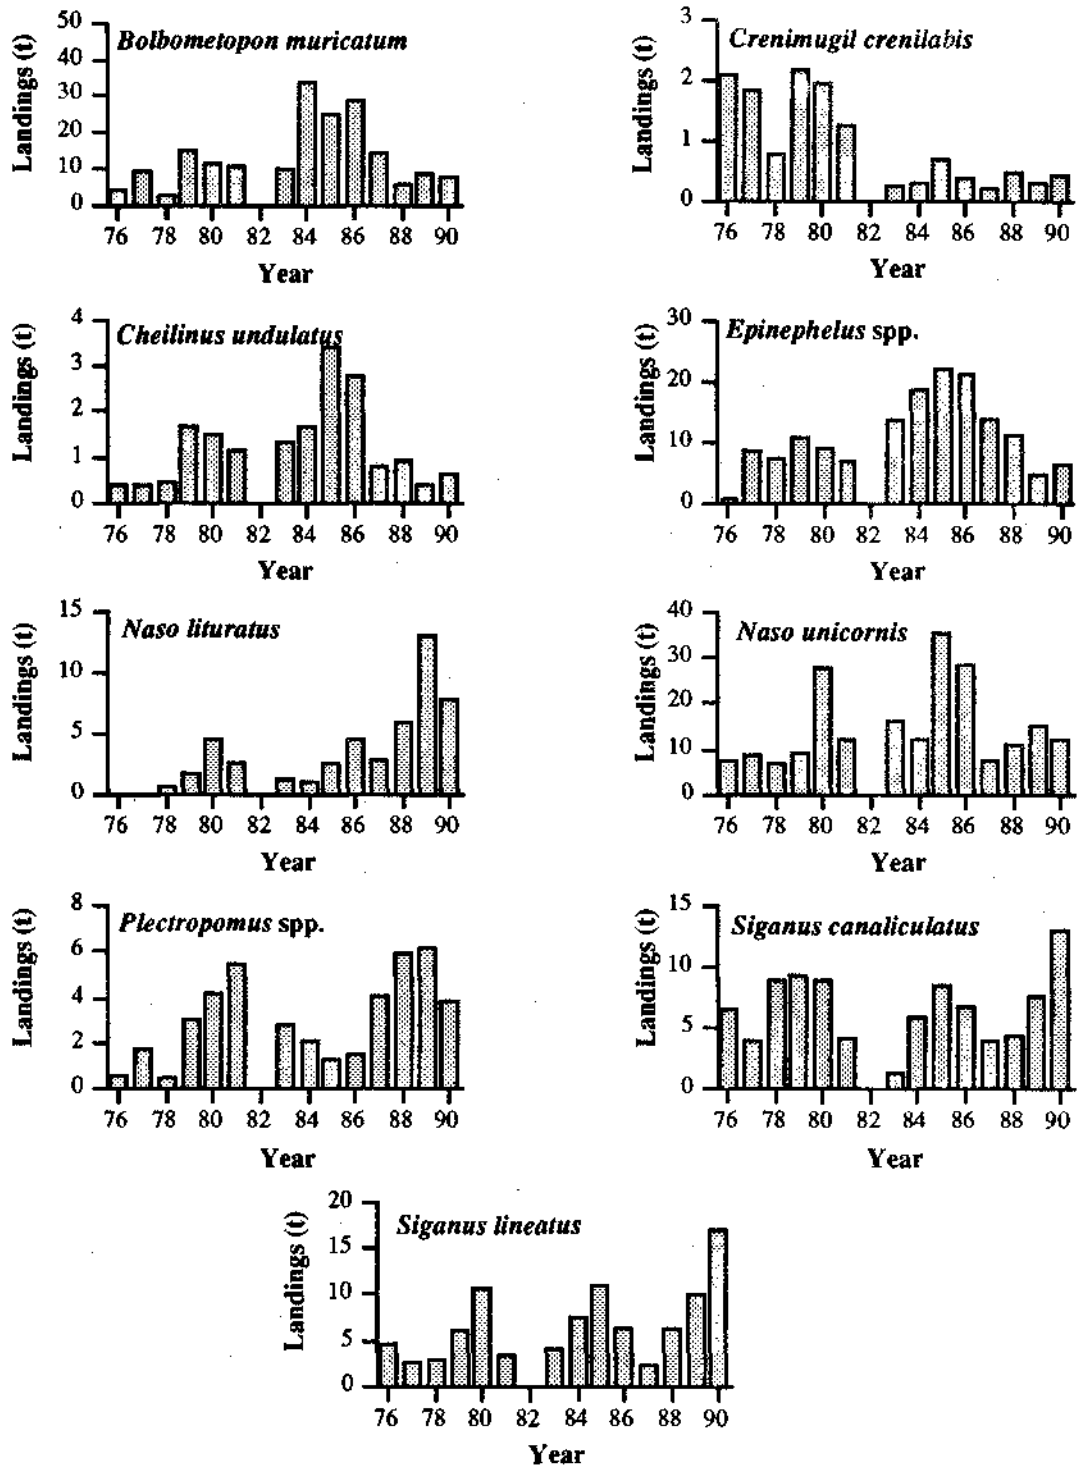 Bolbometopon muricatum
Landings (t)
50
40
30
20
10
0
76 78 80 82 84 86 88 90
Year
Crenimugil crenilabis
Landings (t)
3
2
1
0
76 78 80 82 84 86 88 90
Year
Cheilinus undulatus
Landings (t)
4
3
2
1
0
76 78 80 82 84 86 88 90
Year
Epinephelus spp.
Landings (t)
30
20
10
0
76 78 80 82 84 86 88 90
Year
Naso lituratus
Landings (t)
15
10
5
0
76 78 80 82 84 86 88 90
Year
Naso unicornis
Landings (t)
40
30
20
10
0
76 78 80 82 84 86 88 90
Year
Plectropomus spp.
Landings (t)
8
6
4
2
0
76 78 80 82 84 86 88 90
Year
Siganus canaliculatus
Landings (t)
15
10
5
0
76 78 80 82 84 86 88 90
Year
Siganus lineatus
Landings (t)
20
15
10
5
0
76 78 80 82 84 86 88 90
Year